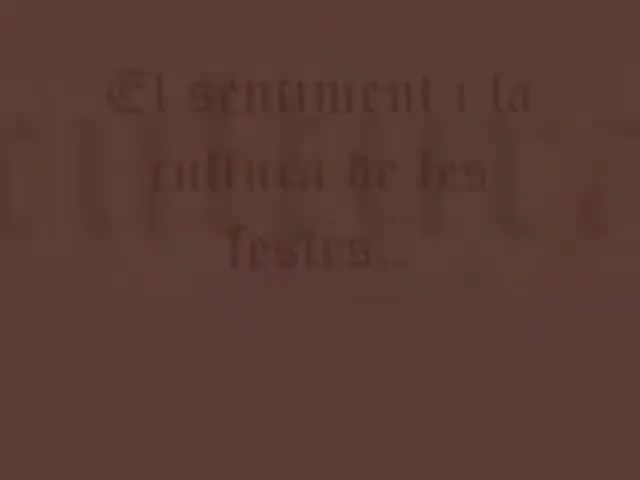 El sentiment i la
cultura de les
festes...